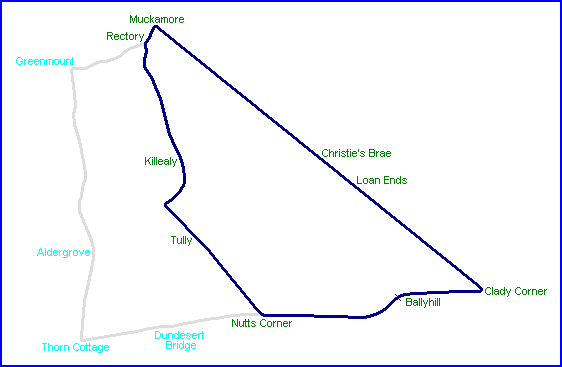 Muckamore
Rectory
Greenmount
Christie's Brae
Killealy
Loan Ends
Tully
Aldergrove
Clady Corner
Ballyhill
Nutts Corner
Dundesert
Bridge
Thorn Cottage